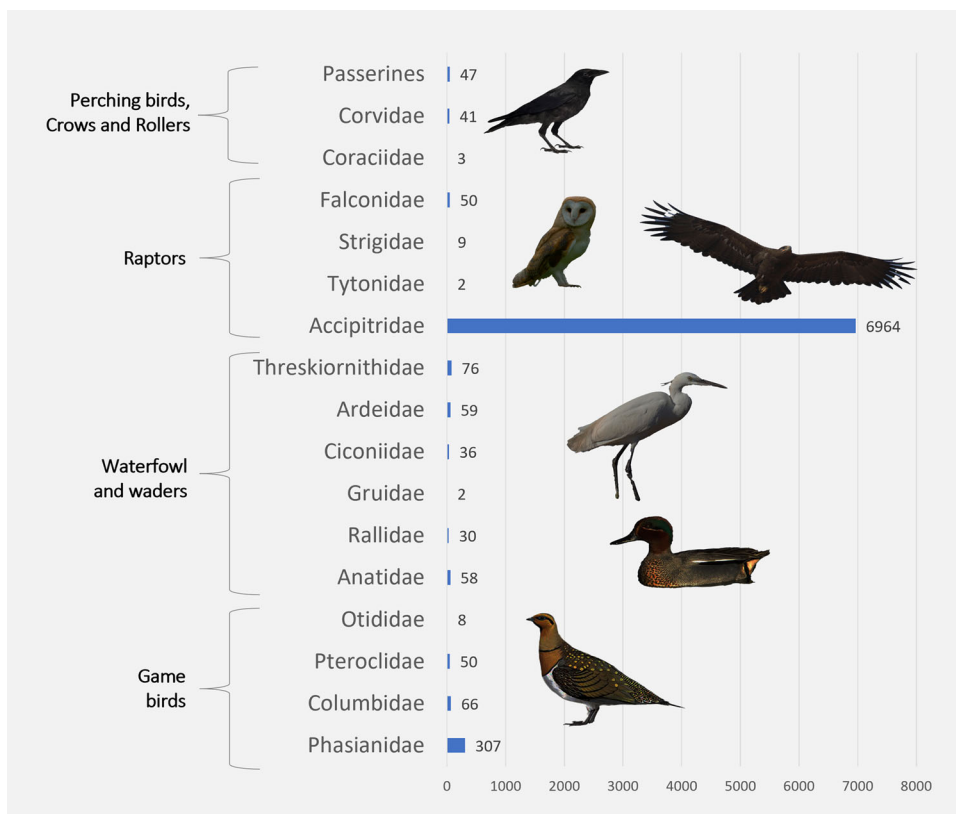 Perching birds,
Crows and Rollers
Passerines 47
Corvidae 41
Coraciidae 3
Raptors
Falconidae 50
Strigidae 9
Tytonidae 2
Accipitridae 6964
Waterfowl
and waders
Threskiornithidae 76
Ardeidae 59
Ciconiidae 36
Gruidae 2
Rallidae 30
Anatidae 58
Game
birds
Otididae 8
Pteroclidae 50
Columbidae 66
Phasianidae 307
0 1000 2000 3000 4000 5000 6000 7000 8000